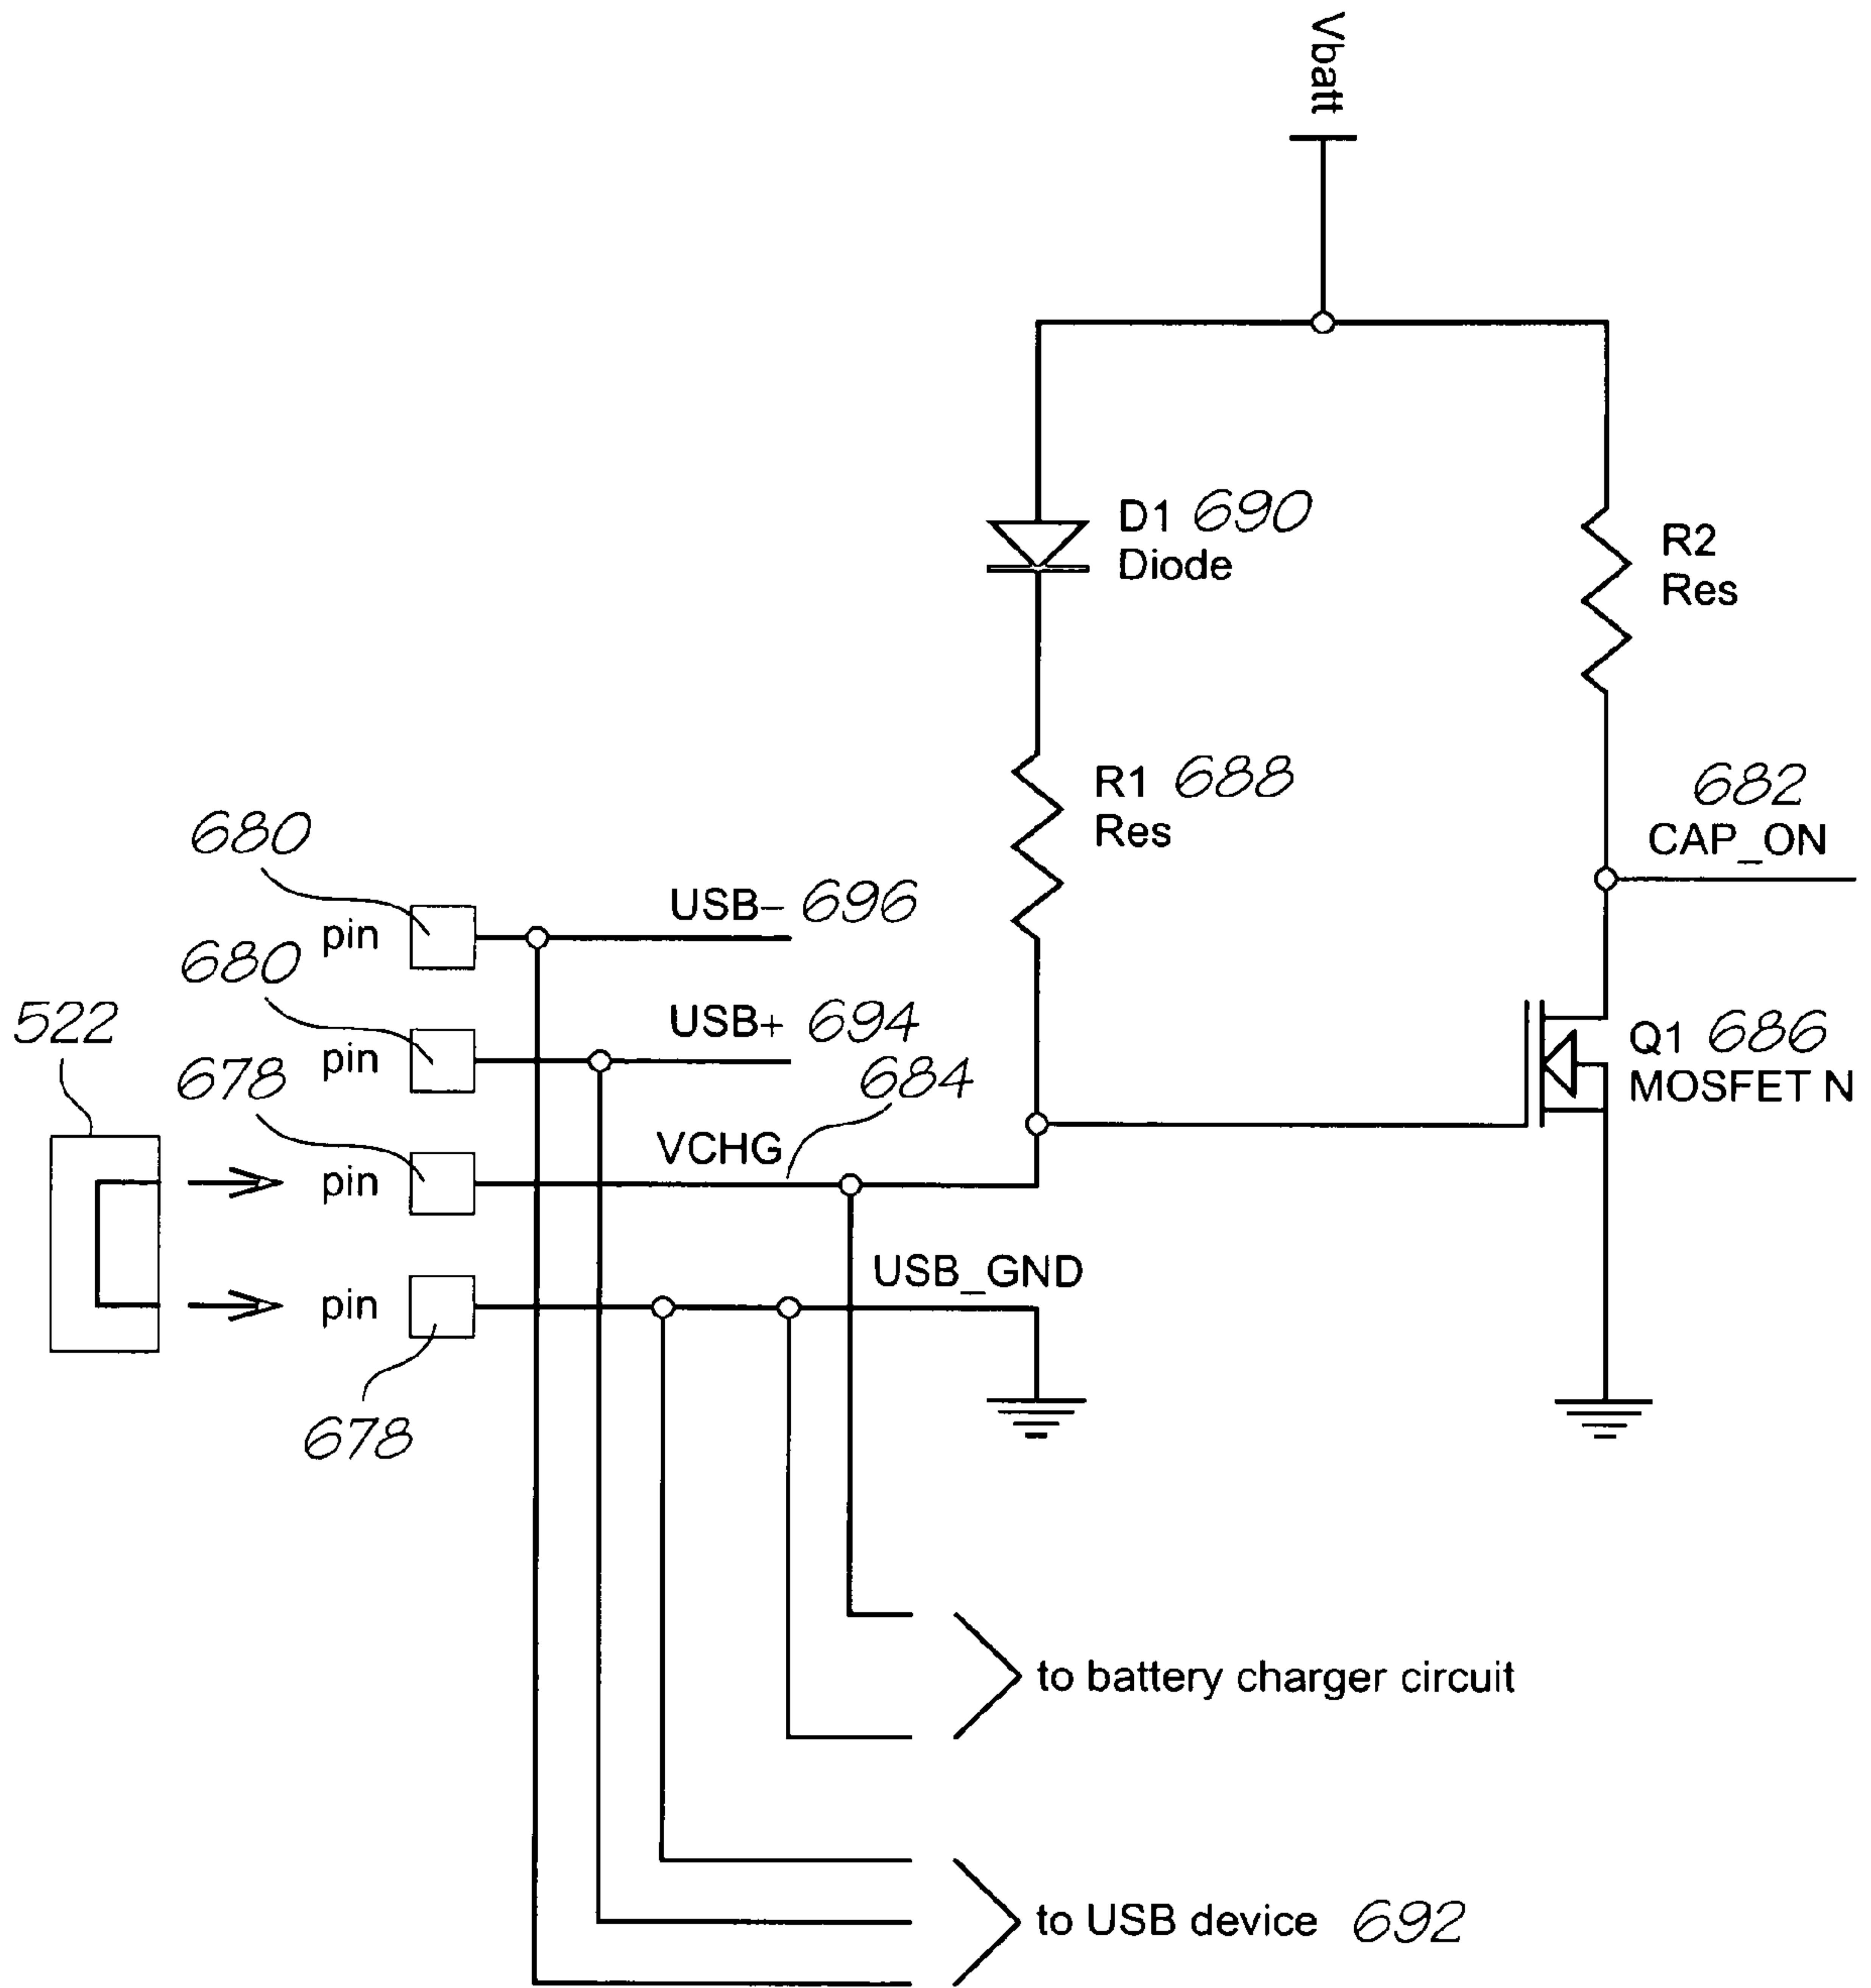 Vbatt
D1 690
Diode
R2
Res
R1 688
Res
682
CAP_ON
680
pin
USB- 696
680
pin
USB+ 694
522
678
pin
VCHG
684
Q1 686
MOSFET N
pin
USB_GND
678
to battery charger circuit
to USB device 692